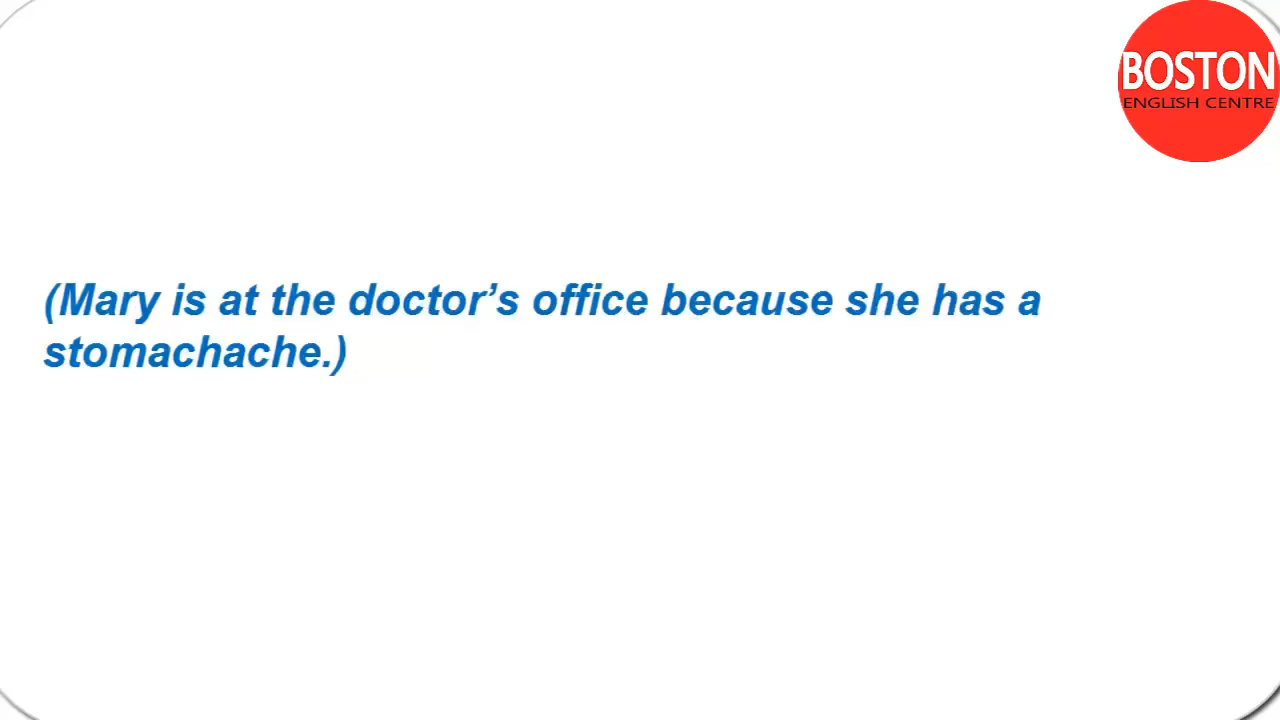 BOSTON
ENGLISH CENTRE
(Mary is at the doctor’s office because she has a
stomachache.)